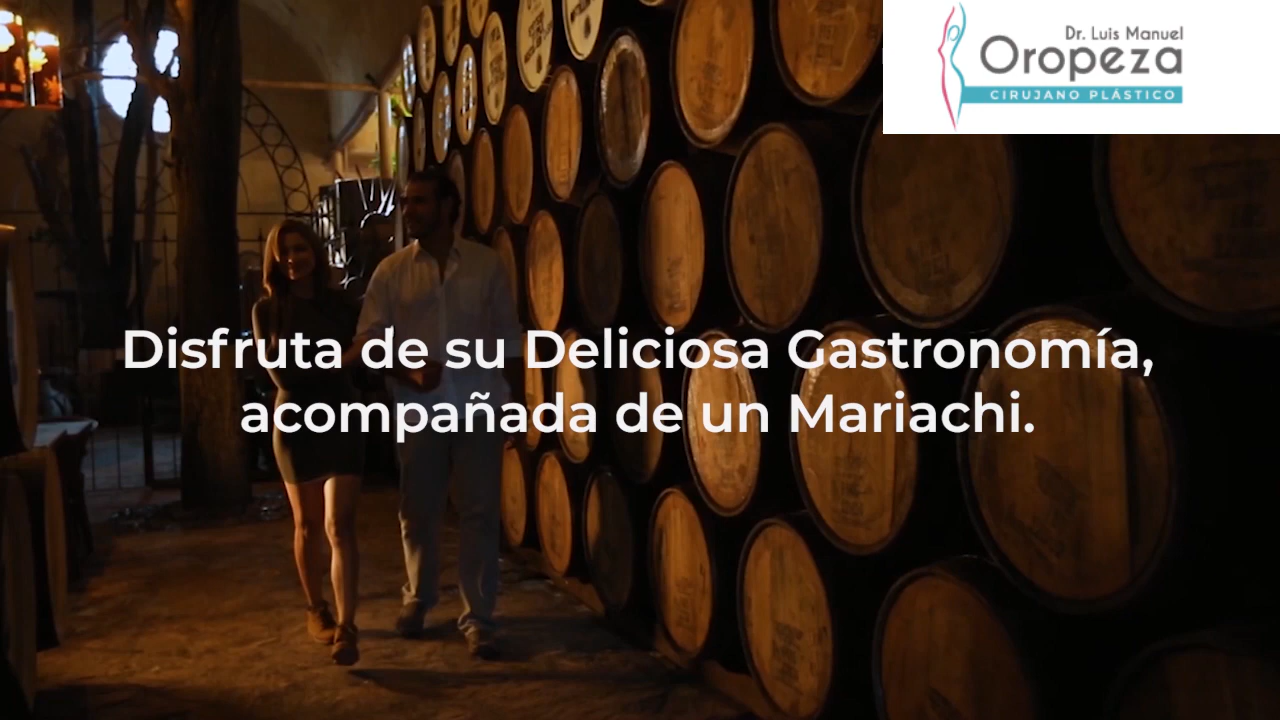 Dr. Luis Manuel
Oropeza
CIRUJANO PLÁSTICO
Disfruta de su Deliciosa Gastronomía,
acompañada de un Mariachi.